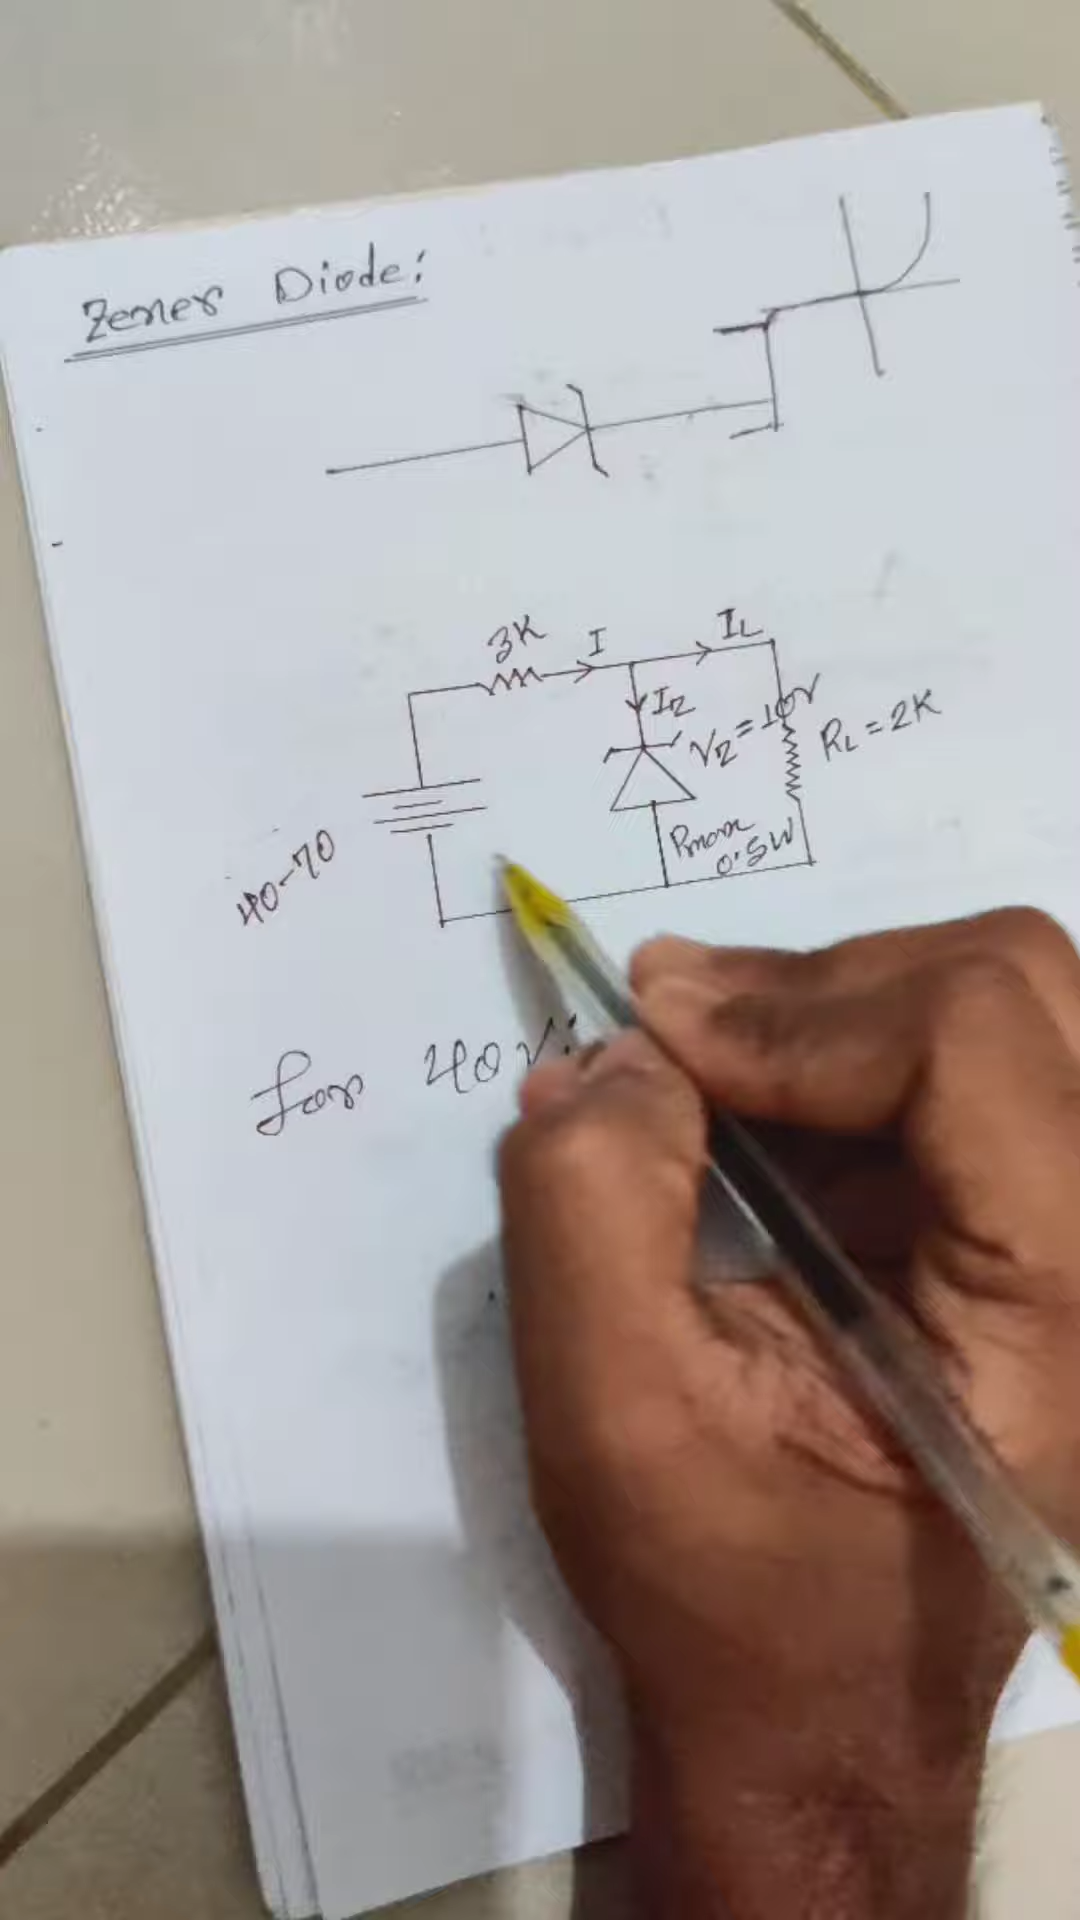 Zener Diode:
3K
I
IL
IZ
VZ = 10V
RL = 2K
40-70
Pmax
0.5W
for 40V: